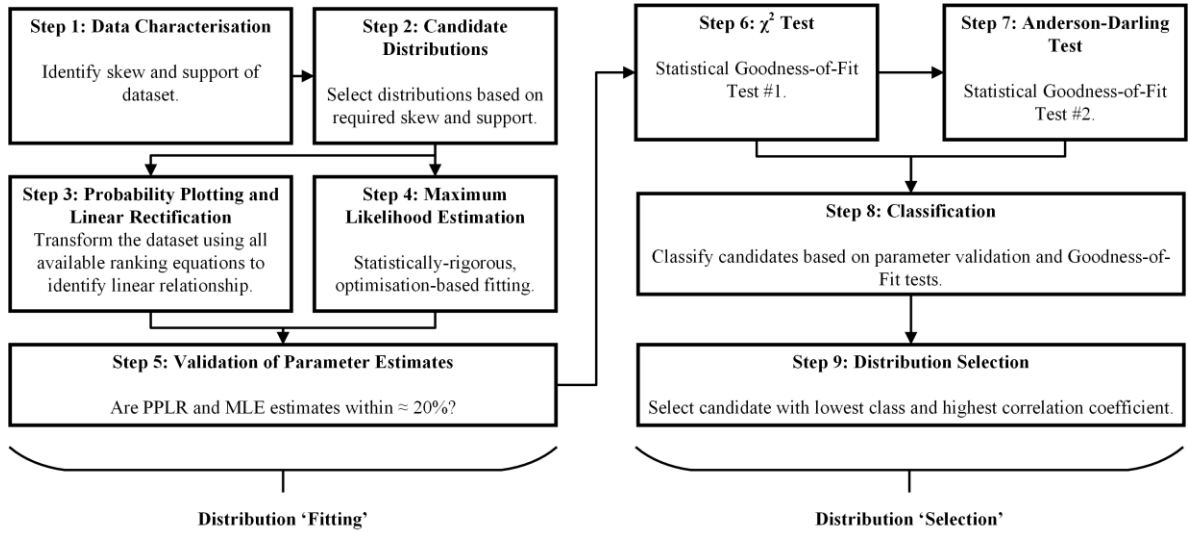 Step 1: Data Characterisation
Identify skew and support of
dataset.
Step 2: Candidate
Distributions
Select distributions based on
required skew and support.
Step 3: Probability Plotting and
Linear Rectification
Transform the dataset using all
available ranking equations to
identify linear relationship.
Step 4: Maximum
Likelihood Estimation
Statistically-rigorous,
optimisation-based fitting.
Step 5: Validation of Parameter Estimates
Are PPLR and MLE estimates within ≈ 20%?
Distribution ‘Fitting’
Step 6: χ² Test
Statistical Goodness-of-Fit
Test #1.
Step 7: Anderson-Darling
Test
Statistical Goodness-of-Fit
Test #2.
Step 8: Classification
Classify candidates based on parameter validation and Goodness-of-
Fit tests.
Step 9: Distribution Selection
Select candidate with lowest class and highest correlation coefficient.
Distribution ‘Selection’